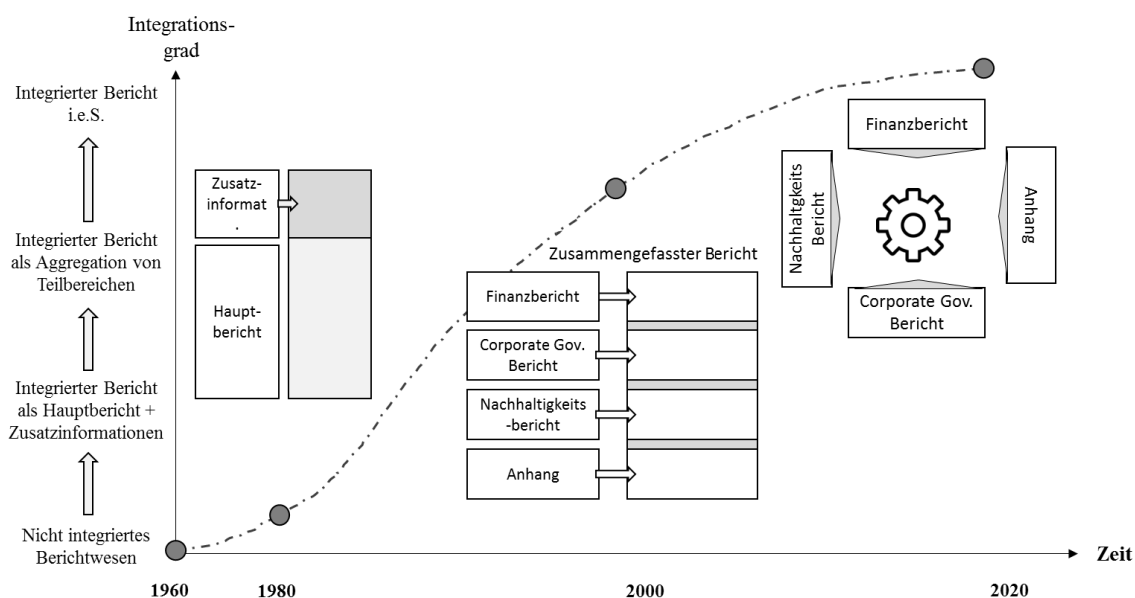 Integrations-
grad
Integrierter Bericht
i.e.S.
Integrierter Bericht
als Aggregation von
Teilbereichen
Integrierter Bericht
als Hauptbericht +
Zusatzinformationen
Nicht integriertes
Berichtwesen
Zusatz-
informat
.
Haupt-
bericht
Zusammengefasster Bericht
Finanzbericht
Corporate Gov.
Bericht
Nachhaltigkeits
-bericht
Anhang
Finanzbericht
Nachhaltgkeits
Bericht
Anhang
Corporate Gov.
Bericht
Zeit
1960
1980
2000
2020